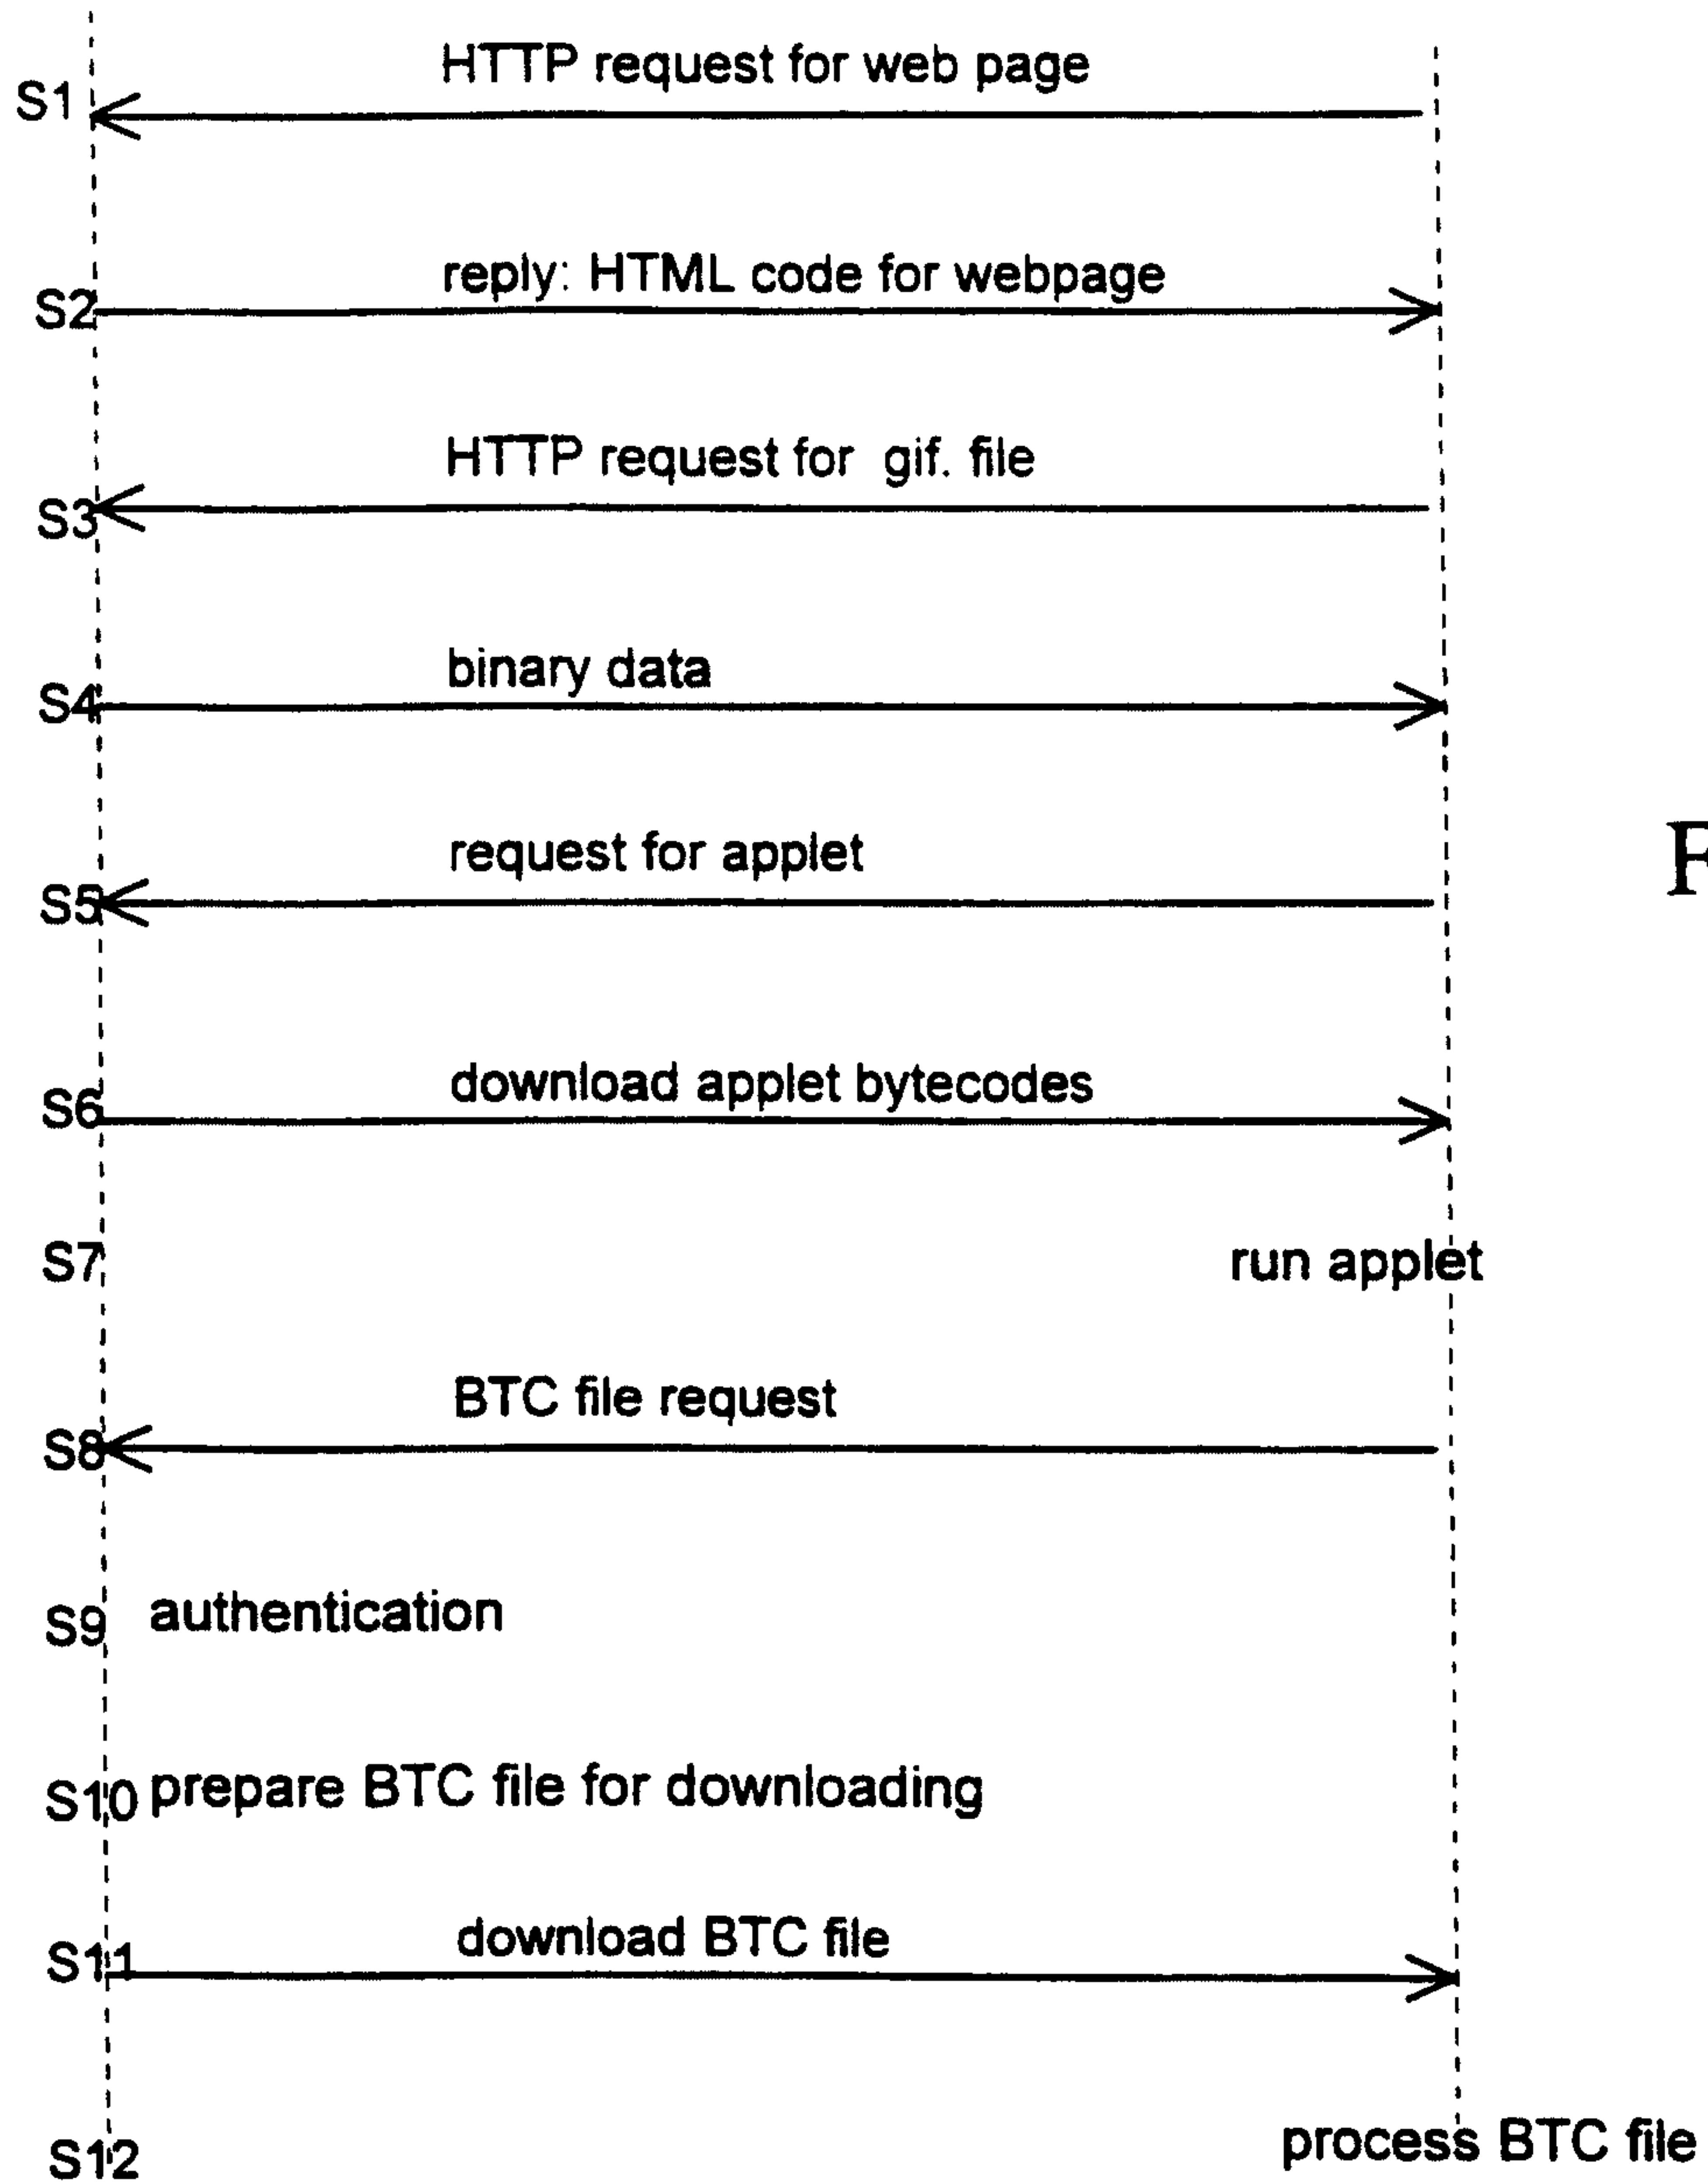 HTTP request for web page
S1
reply: HTML code for webpage
S2
HTTP request for gif. file
S3
binary data
S4
request for applet
S5
F
download applet bytecodes
S6
S7 run applet
BTC file request
S8
S9 authentication
S10 prepare BTC file for downloading
download BTC file
S11
S12 process BTC file